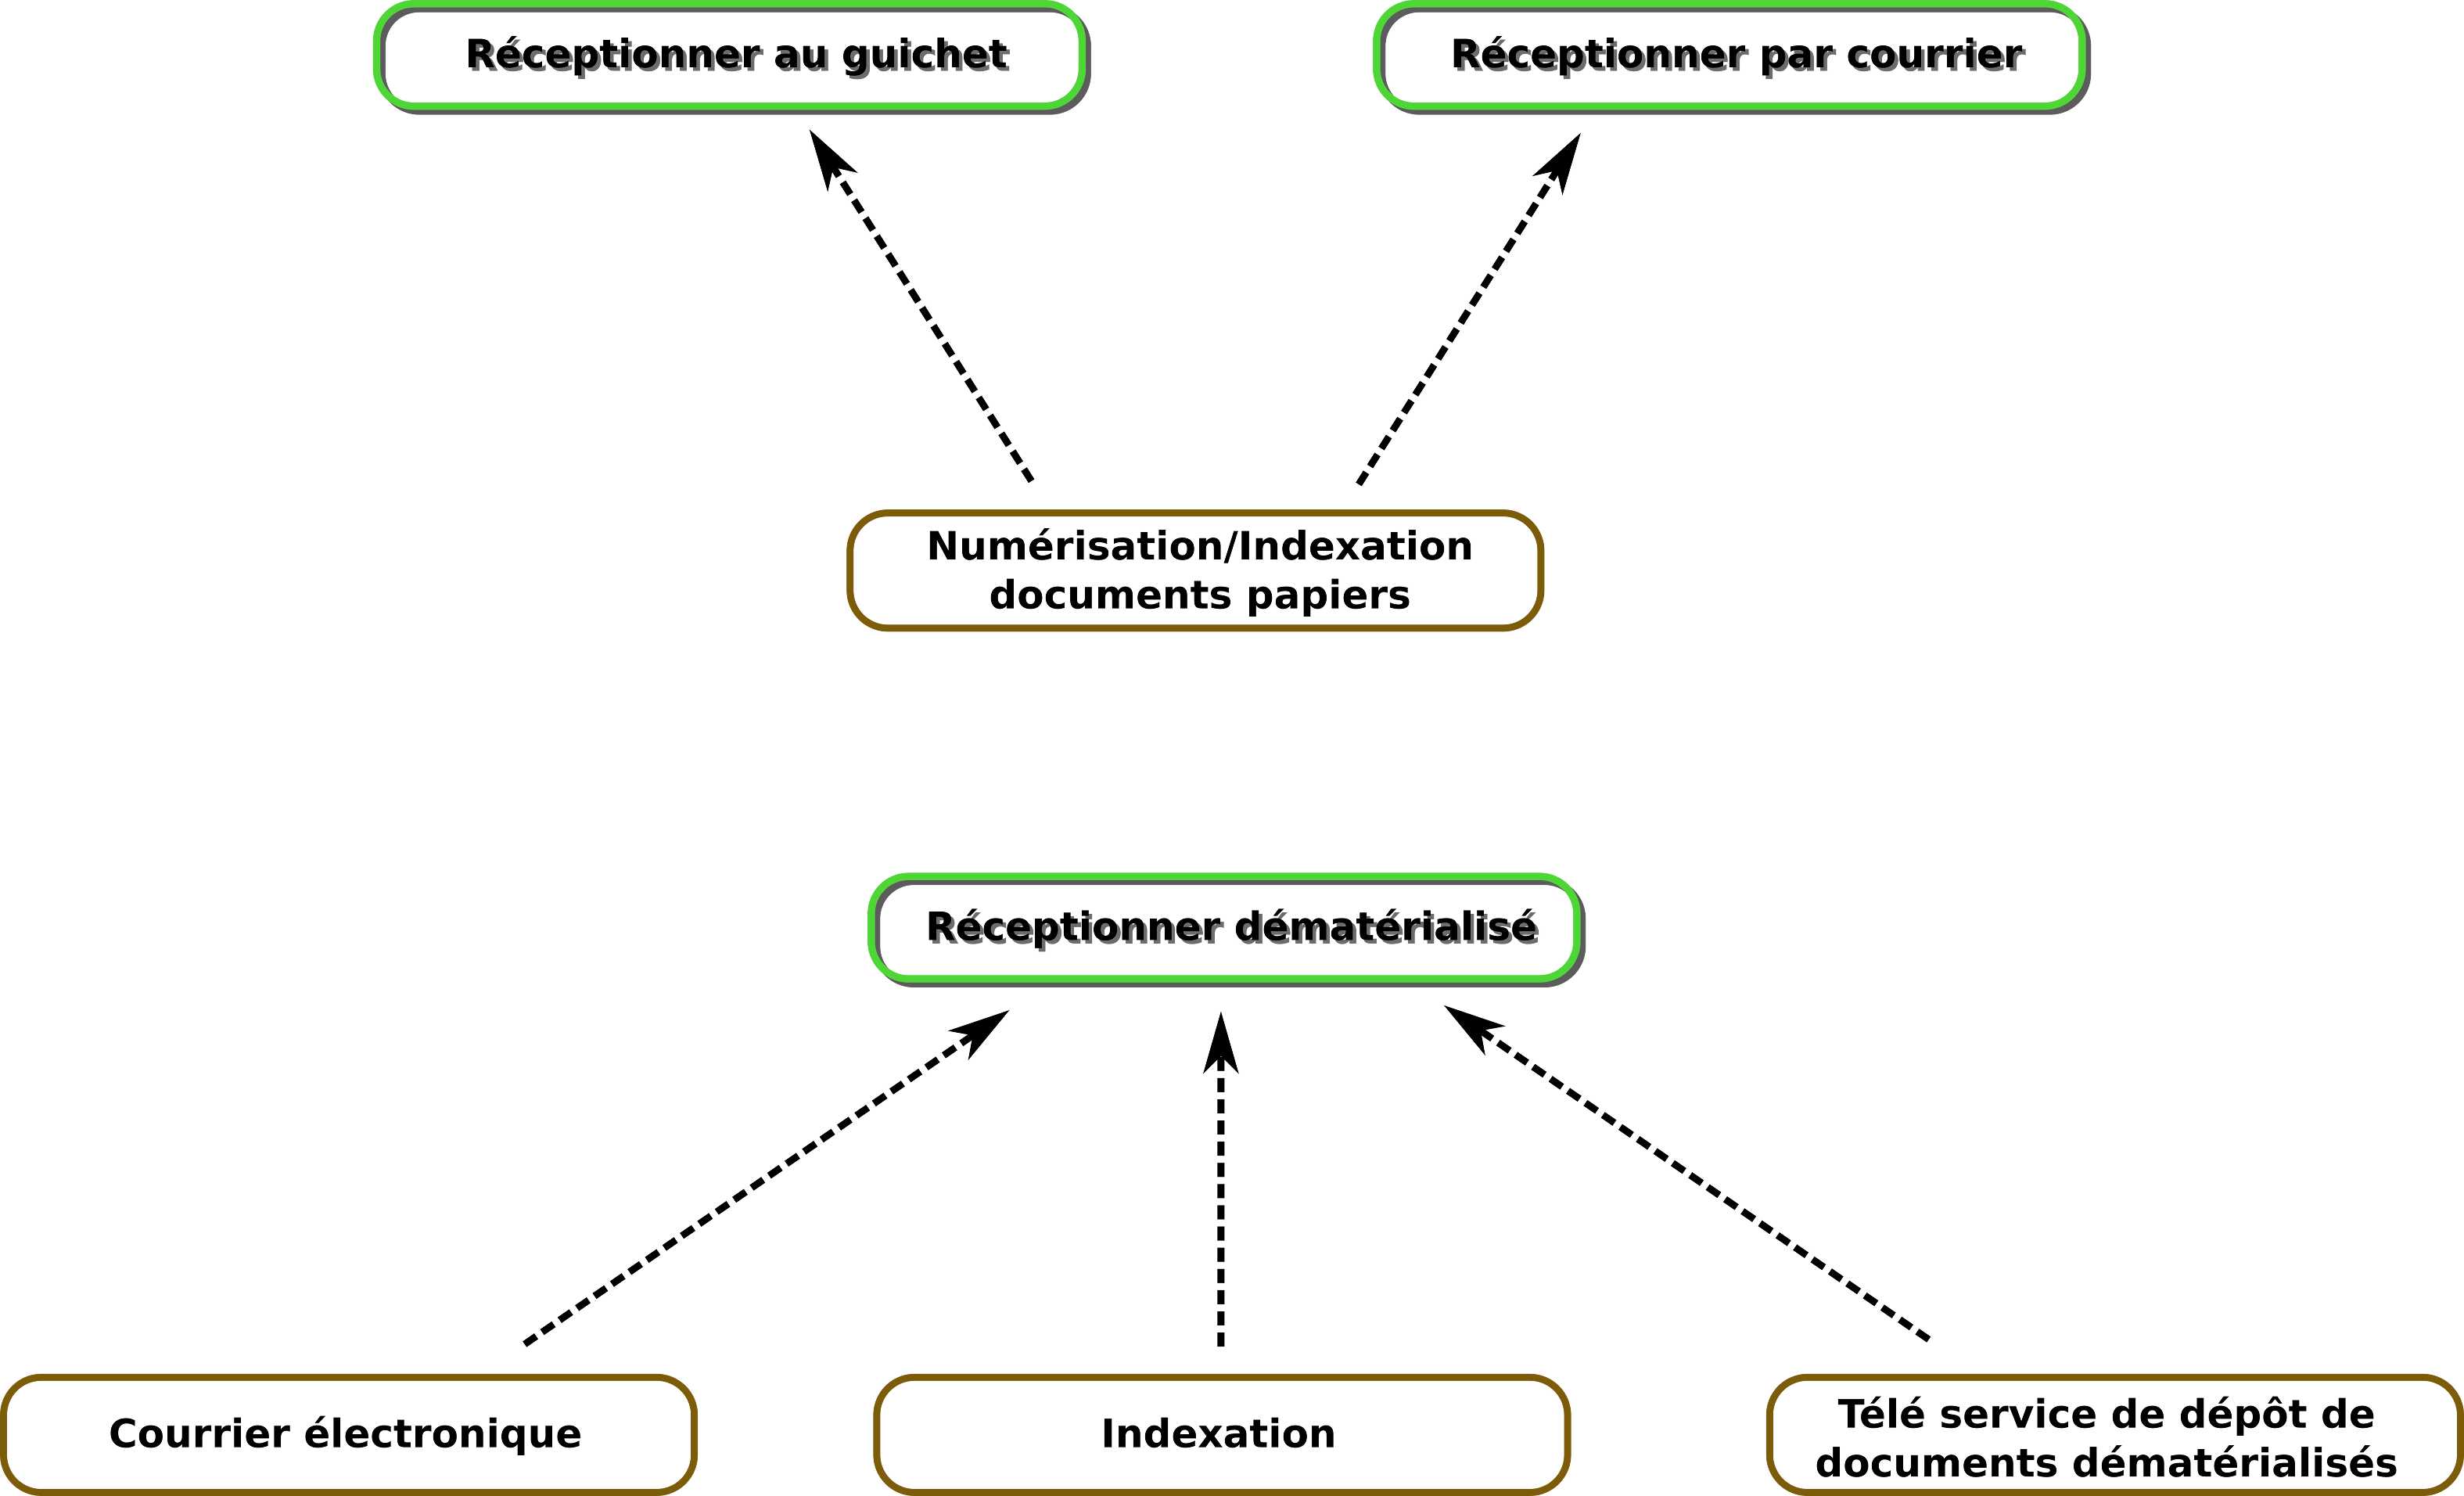 Réceptionner au guichet
Réceptionner par courrier
Numérisation/Indexation
documents papiers
Réceptionner dématérialisé
Courrier électronique
Indexation
Télé service de dépôt de
documents dématérialisés